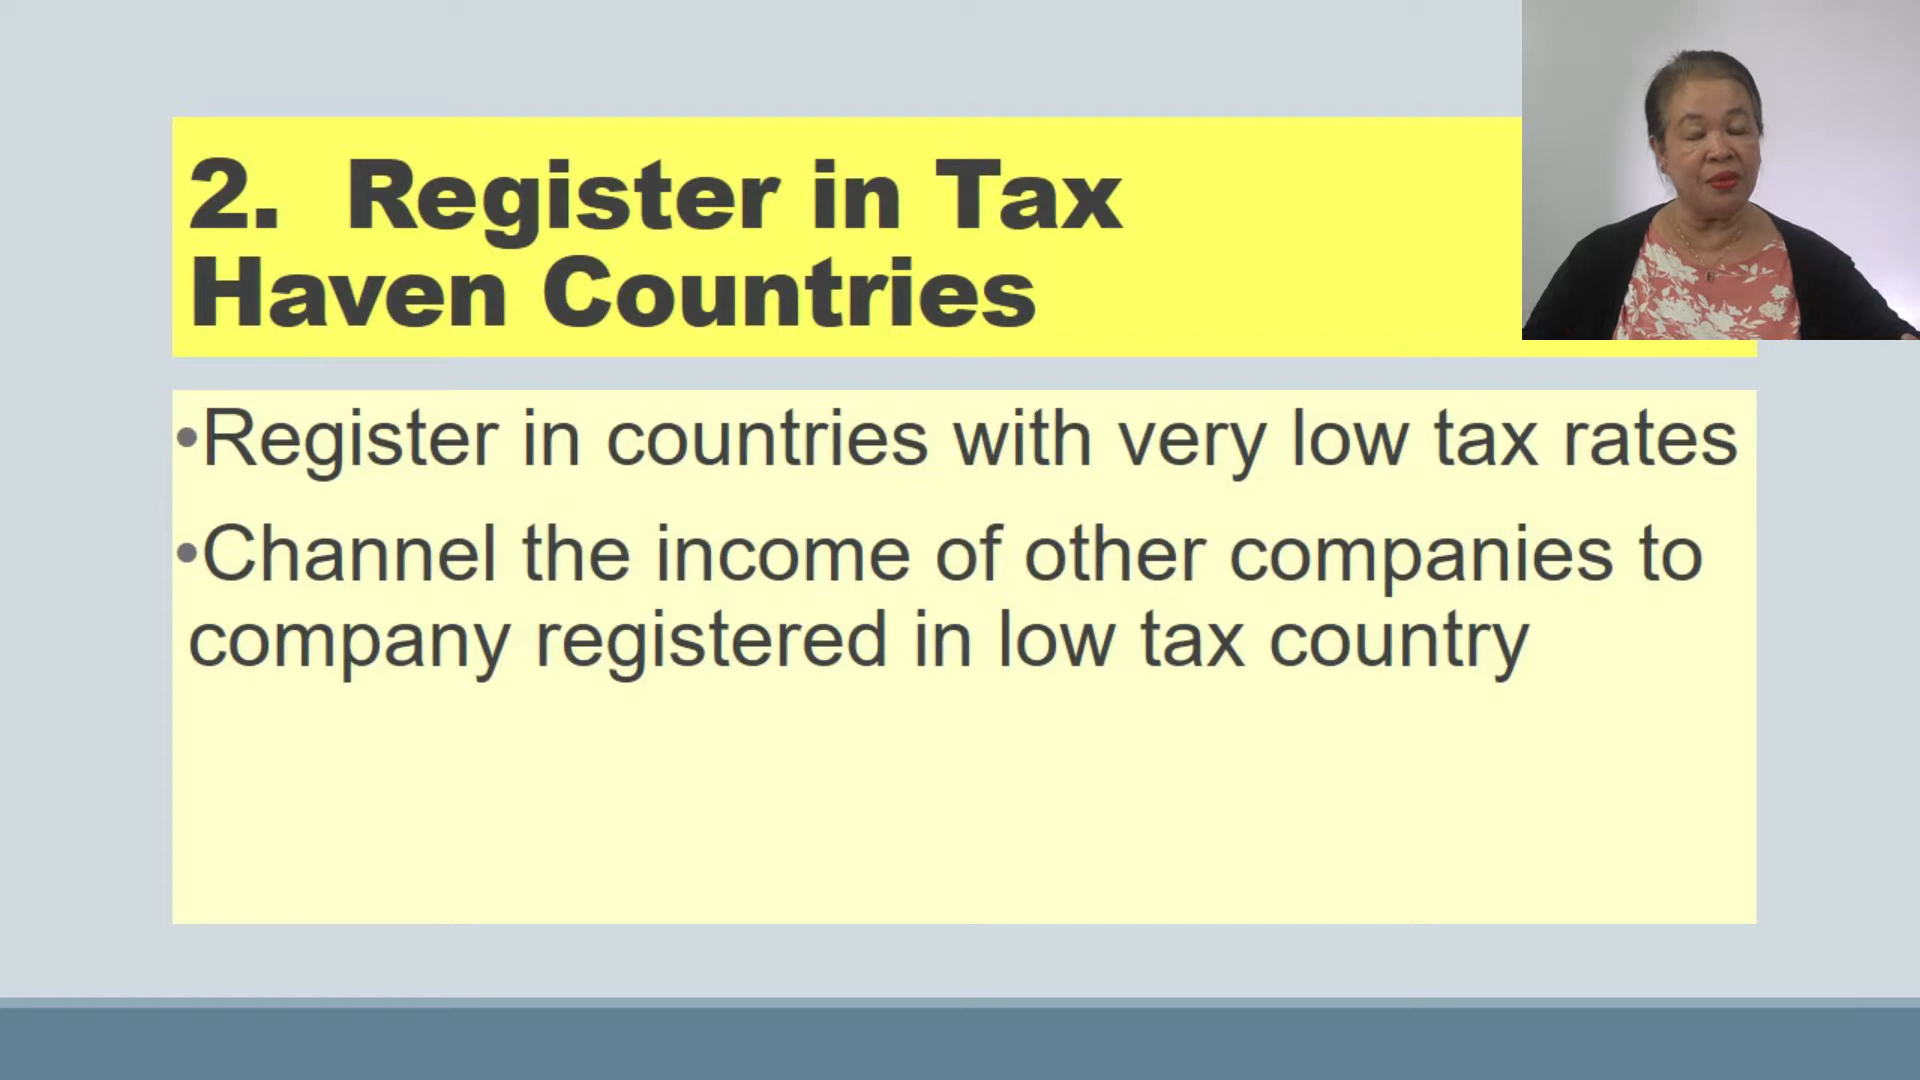 2. Register in Tax
Haven Countries
•Register in countries with very low tax rates
•Channel the income of other companies to
company registered in low tax country